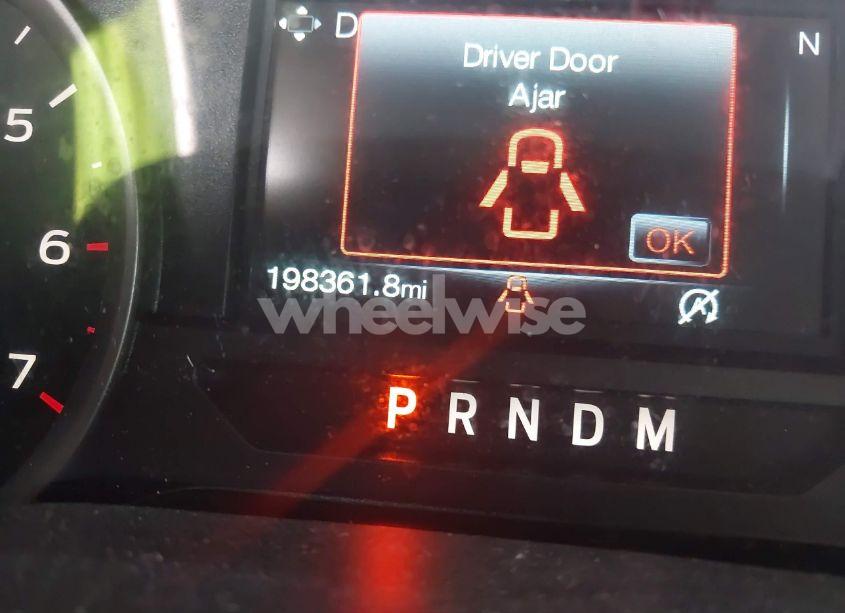 5
6
7
D
N
Driver Door
Ajar
OK
198361.8mi
A
wheelwise
P R N D M